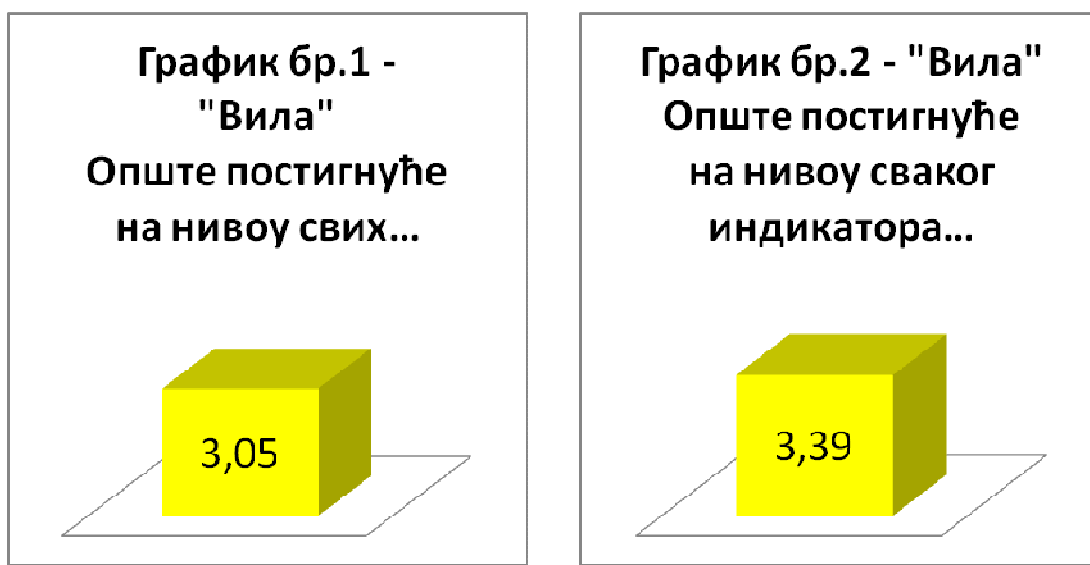 График бр.1 -
"Вила"
Опште постигнуће
на нивоу свих...
3,05
График бр.2 - "Вила"
Опште постигнуће
на нивоу сваког
индикатора...
3,39